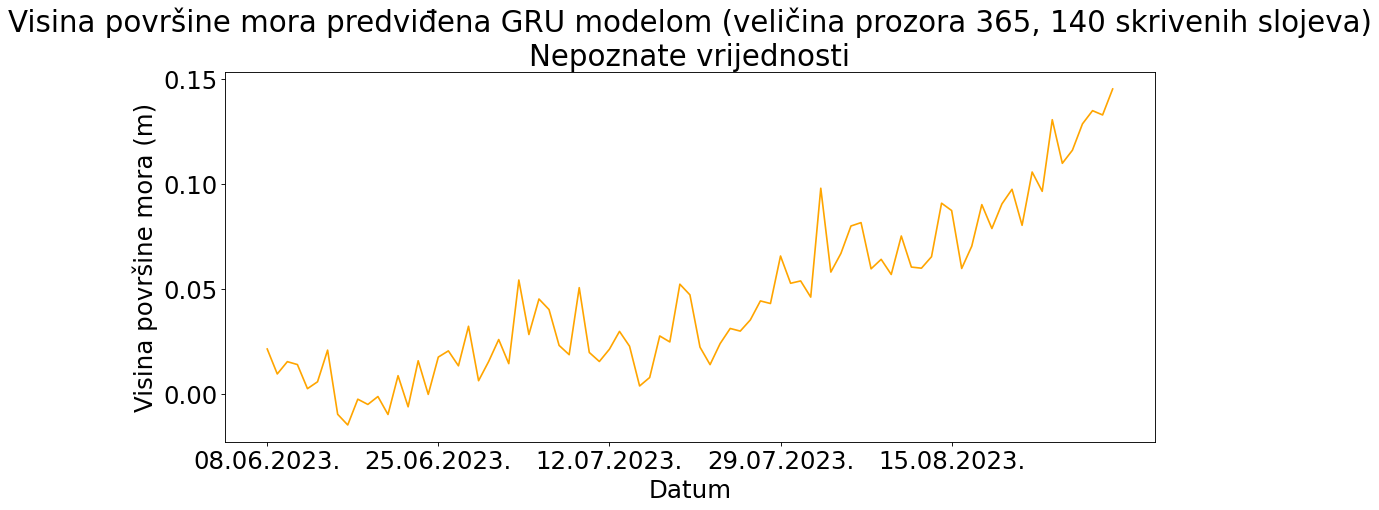 Visina površine mora predviđena GRU modelom (veličina prozora 365, 140 skrivenih slojeva)
Nepoznate vrijednosti
Visina površine mora (m)
0.15
0.10
0.05
0.00
08.06.2023. 25.06.2023. 12.07.2023. 29.07.2023. 15.08.2023.
Datum